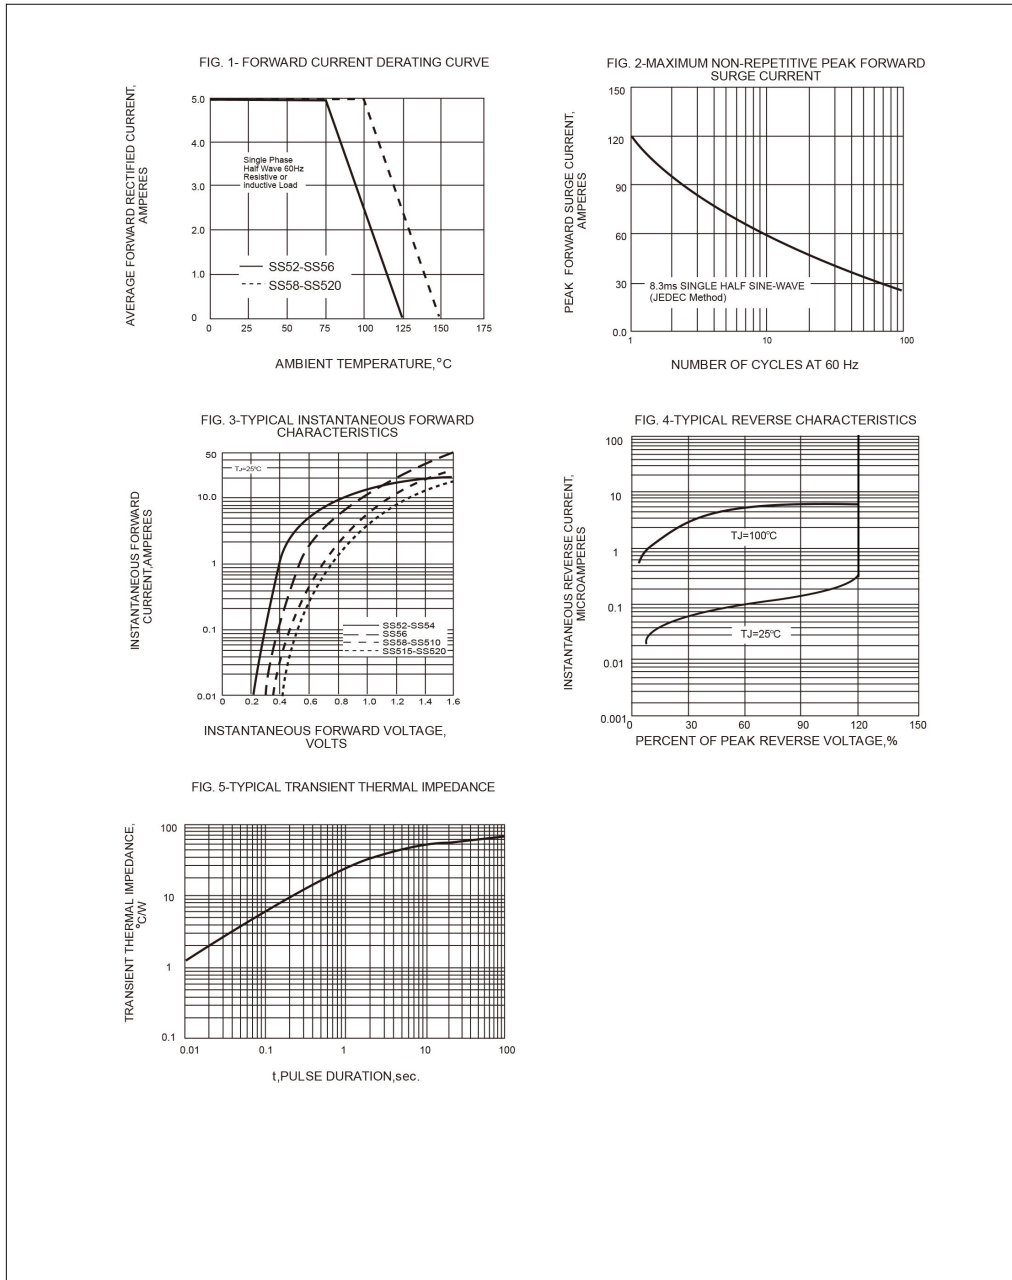 FIG. 1- FORWARD CURRENT DERATING CURVE
AVERAGE FORWARD RECTIFIED CURRENT,
AMPERES
5.0
4.0
3.0
2.0
1.0
0
Single Phase
Half Wave 60Hz
Resistive or
inductive Load
SS52-SS56
SS58-SS520
0 25 50 75 100 125 150 175
AMBIENT TEMPERATURE,°C
FIG. 2-MAXIMUM NON-REPETITIVE PEAK FORWARD
SURGE CURRENT
PEAK FORWARD SURGE CURRENT,
AMPERES
150
120
90
60
30
0.0
8.3ms SINGLE HALF SINE-WAVE
(JEDEC Method)
1 10 100
NUMBER OF CYCLES AT 60 Hz
FIG. 3-TYPICAL INSTANTANEOUS FORWARD
CHARACTERISTICS
INSTANTANEOUS FORWARD
CURRENT,AMPERES
50
10.0
1
0.1
0.01
TJ=25°C
SS52-SS54
SS56
SS58-SS510
SS515-SS520
0 0.2 0.4 0.6 0.8 1.0 1.2 1.4 1.6
INSTANTANEOUS FORWARD VOLTAGE,
VOLTS
FIG. 4-TYPICAL REVERSE CHARACTERISTICS
INSTANTANEOUS REVERSE CURRENT,
MICROAMPERES
100
10
1
0.1
0.01
0.001
TJ=100°C
TJ=25°C
0 30 60 90 120 150
PERCENT OF PEAK REVERSE VOLTAGE,%
FIG. 5-TYPICAL TRANSIENT THERMAL IMPEDANCE
TRANSIENT THERMAL IMPEDANCE,
°C/W
100
10
1
0.1
0.01 0.1 1 10 100
t,PULSE DURATION,sec.